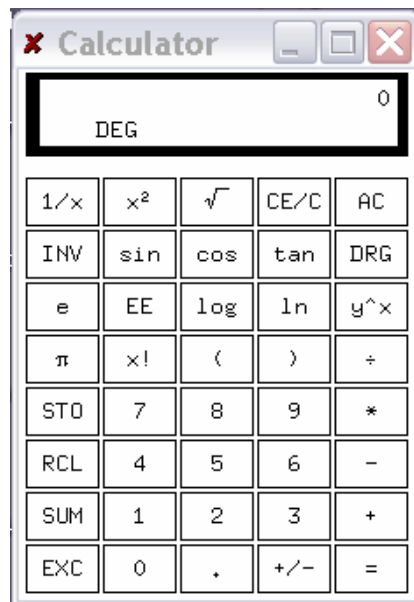 Calculator
0
DEG
1/x x² √ CE/C AC
INV sin cos tan DRG
e EE log ln y^x
π x! ( ) ÷
STO 7 8 9 *
RCL 4 5 6 -
SUM 1 2 3 +
EXC 0 . +/- =